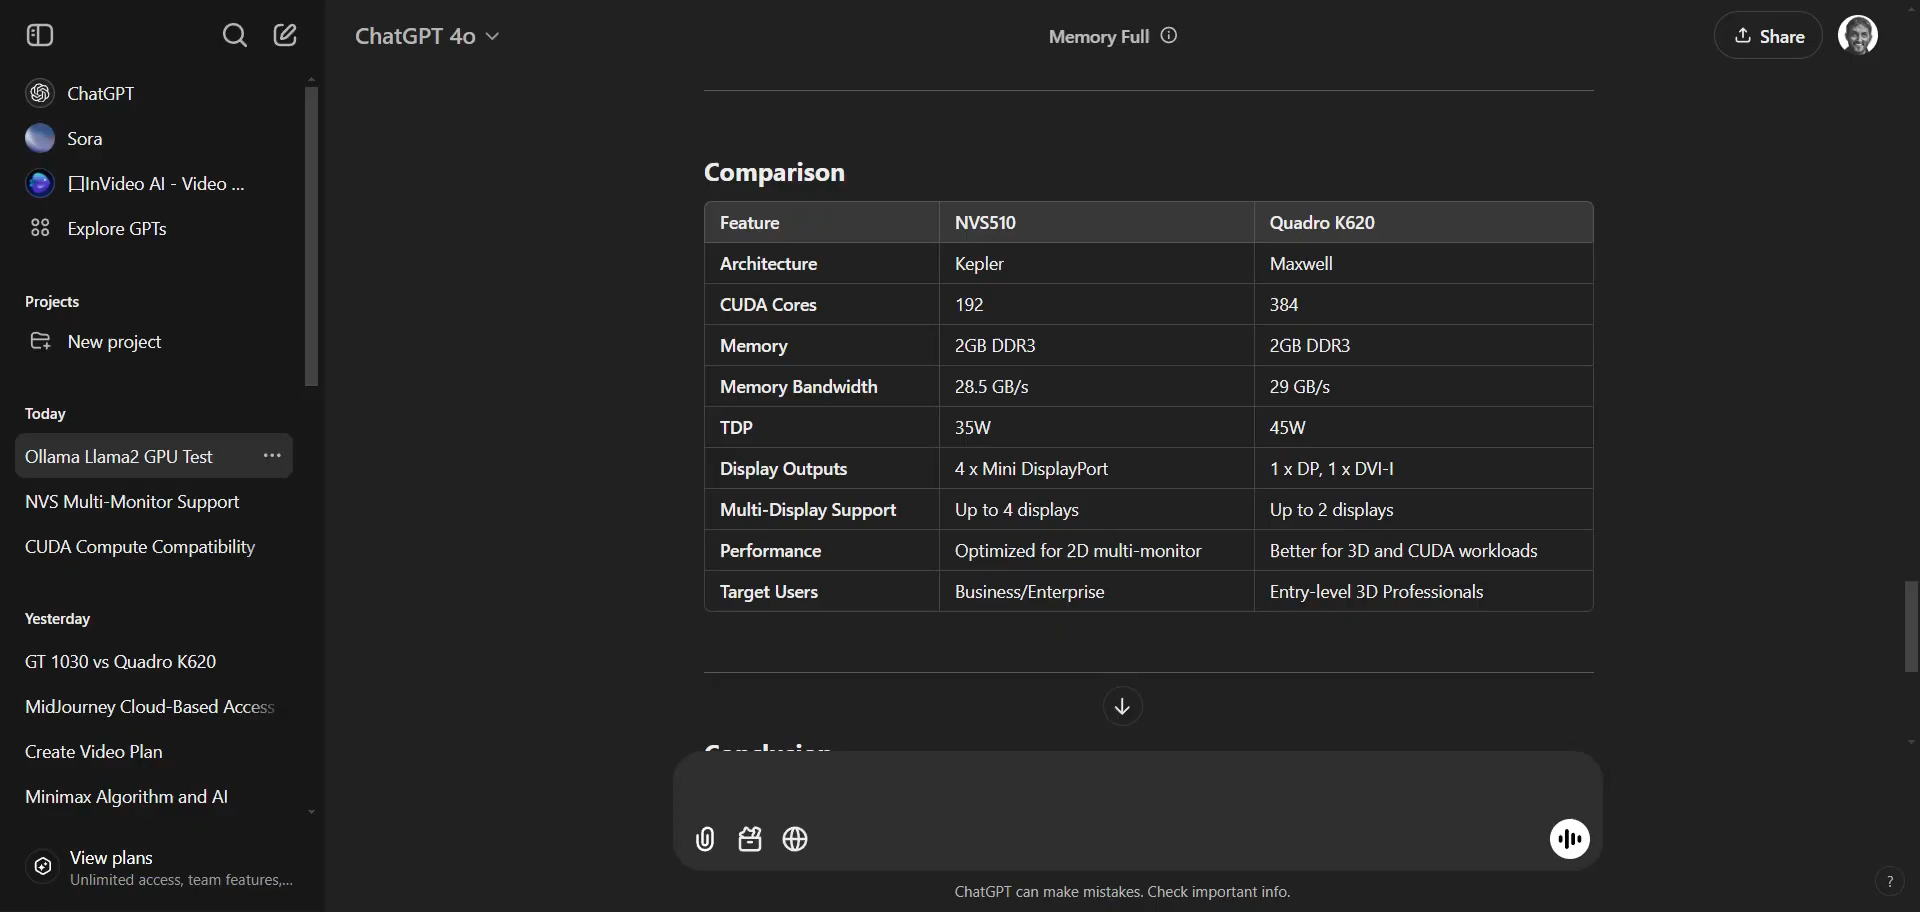 ChatGPT 4o
Memory Full
Share
ChatGPT
Sora
InVideo AI - Video ...
Explore GPTs
Projects
New project
Today
Ollama Llama2 GPU Test
NVS Multi-Monitor Support
CUDA Compute Compatibility
Yesterday
GT 1030 vs Quadro K620
MidJourney Cloud-Based Access
Create Video Plan
Minimax Algorithm and AI
View plans
Unlimited access, team features,...
Comparison
Feature NVS510 Quadro K620
Architecture Kepler Maxwell
CUDA Cores 192 384
Memory 2GB DDR3 2GB DDR3
Memory Bandwidth 28.5 GB/s 29 GB/s
TDP 35W 45W
Display Outputs 4 x Mini DisplayPort 1 x DP, 1 x DVI-I
Multi-Display Support Up to 4 displays Up to 2 displays
Performance Optimized for 2D multi-monitor Better for 3D and CUDA workloads
Target Users Business/Enterprise Entry-level 3D Professionals
Conclusion
ChatGPT can make mistakes. Check important info.
?